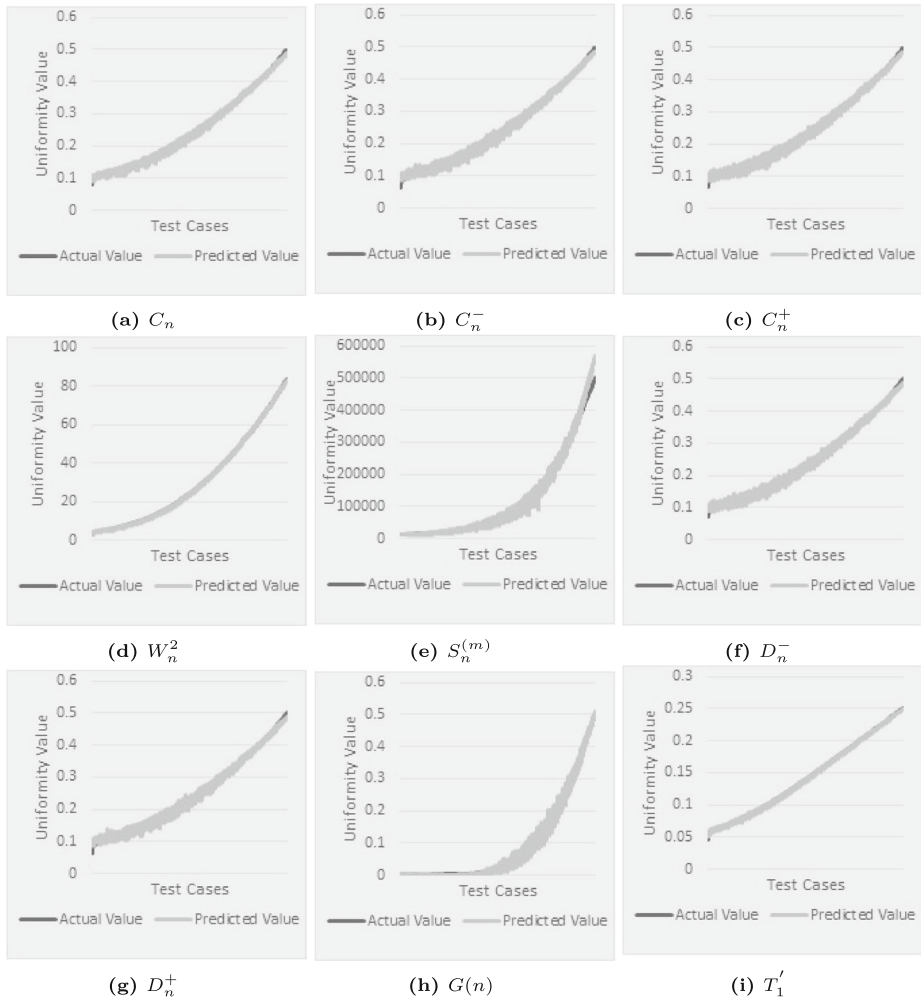 0.6
0.5
0.4
0.3
0.2
0.1
0
Uniformity Value
Test Cases
Actual Value Predicted Value
(a) Cₙ
0.6
0.5
0.4
0.3
0.2
0.1
0
Uniformity Value
Test Cases
Actual Value Predicted Value
(b) Cₙ⁻
0.6
0.5
0.4
0.3
0.2
0.1
0
Uniformity Value
Test Cases
Actual Value Predicted Value
(c) Cₙ⁺
100
80
60
40
20
0
Uniformity Value
Test Cases
Actual Value Predicted Value
(d) Wₙ²
600000
500000
400000
300000
200000
100000
0
Uniformity Value
Test Cases
Actual Value Predicted Value
(e) Sₙ⁽ᵐ⁾
0.6
0.5
0.4
0.3
0.2
0.1
0
Uniformity Value
Test Cases
Actual Value Predicted Value
(f) Dₙ⁻
0.6
0.5
0.4
0.3
0.2
0.1
0
Uniformity Value
Test Cases
Actual Value Predicted Value
(g) Dₙ⁺
0.6
0.5
0.4
0.3
0.2
0.1
0
Uniformity Value
Test Cases
Actual Value Predicted Value
(h) G(n)
0.3
0.25
0.2
0.15
0.1
0.05
0
Uniformity Value
Test Cases
Actual Value Predicted Value
(i) T₁′